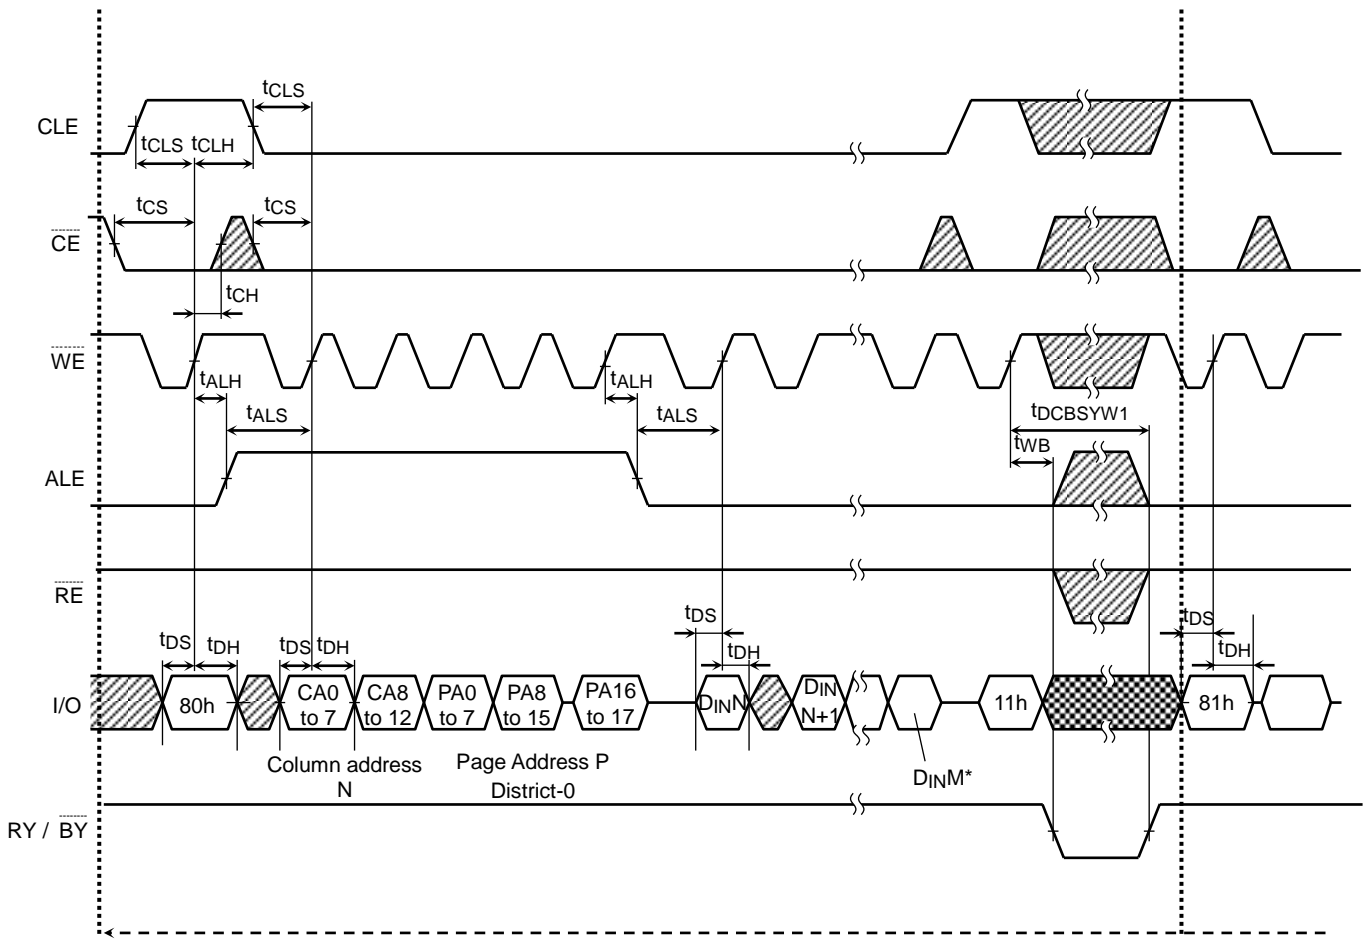 tCLS
CLE
tCLS tCLH
tCS tCS
CE
tCH
WE
tALH tALH
tALS tALS tDCBSYW1
tWB
ALE
RE
tDS tDH tDS tDH tDS tDH tDS tDH
I/O
80h
CA0 to 7
CA8 to 12
PA0 to 7
PA8 to 15
PA16 to 17
DINN
DIN N+1
11h
81h
Column address N
Page Address P
District-0
DINM*
RY / BY